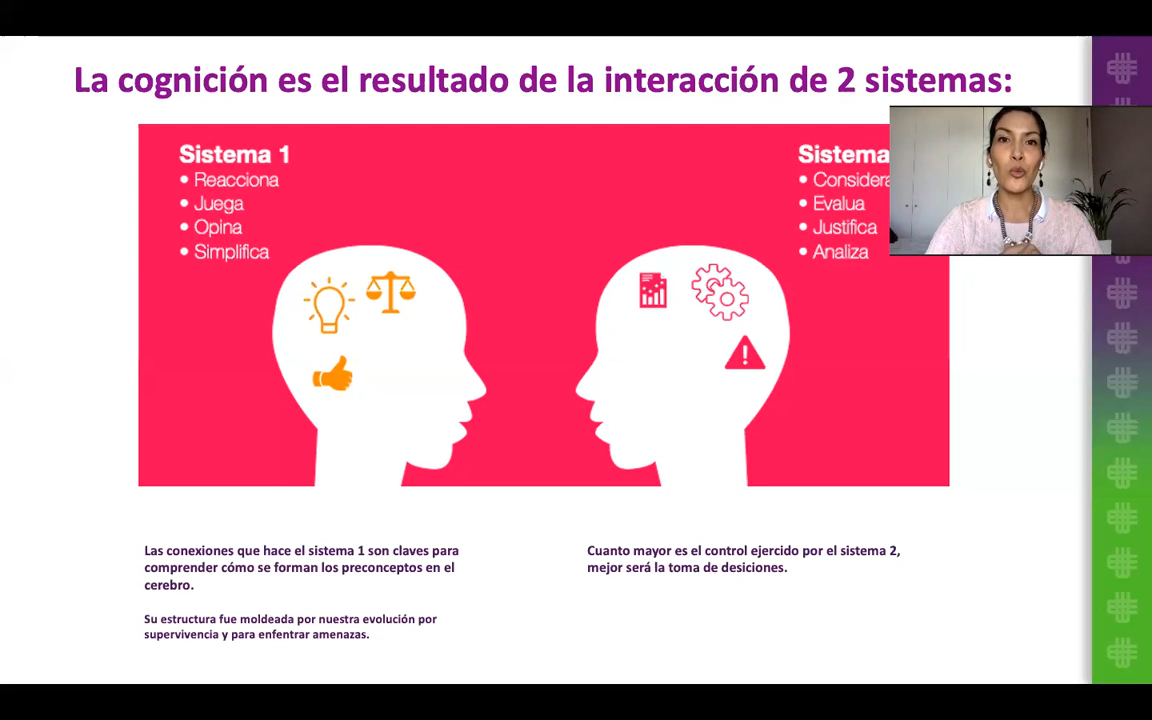 La cognición es el resultado de la interacción de 2 sistemas:
Sistema 1
• Reacciona
• Juega
• Opina
• Simplifica
Sistema
• Evalua
• Justifica
• Analiza
Las conexiones que hace el sistema 1 son claves para
comprender cómo se forman los preconceptos en el
cerebro.
Su estructura fue moldeada por nuestra evolución por
supervivencia y para enfentrar amenazas.
Cuanto mayor es el control ejercido por el sistema 2,
mejor será la toma de desiciones.